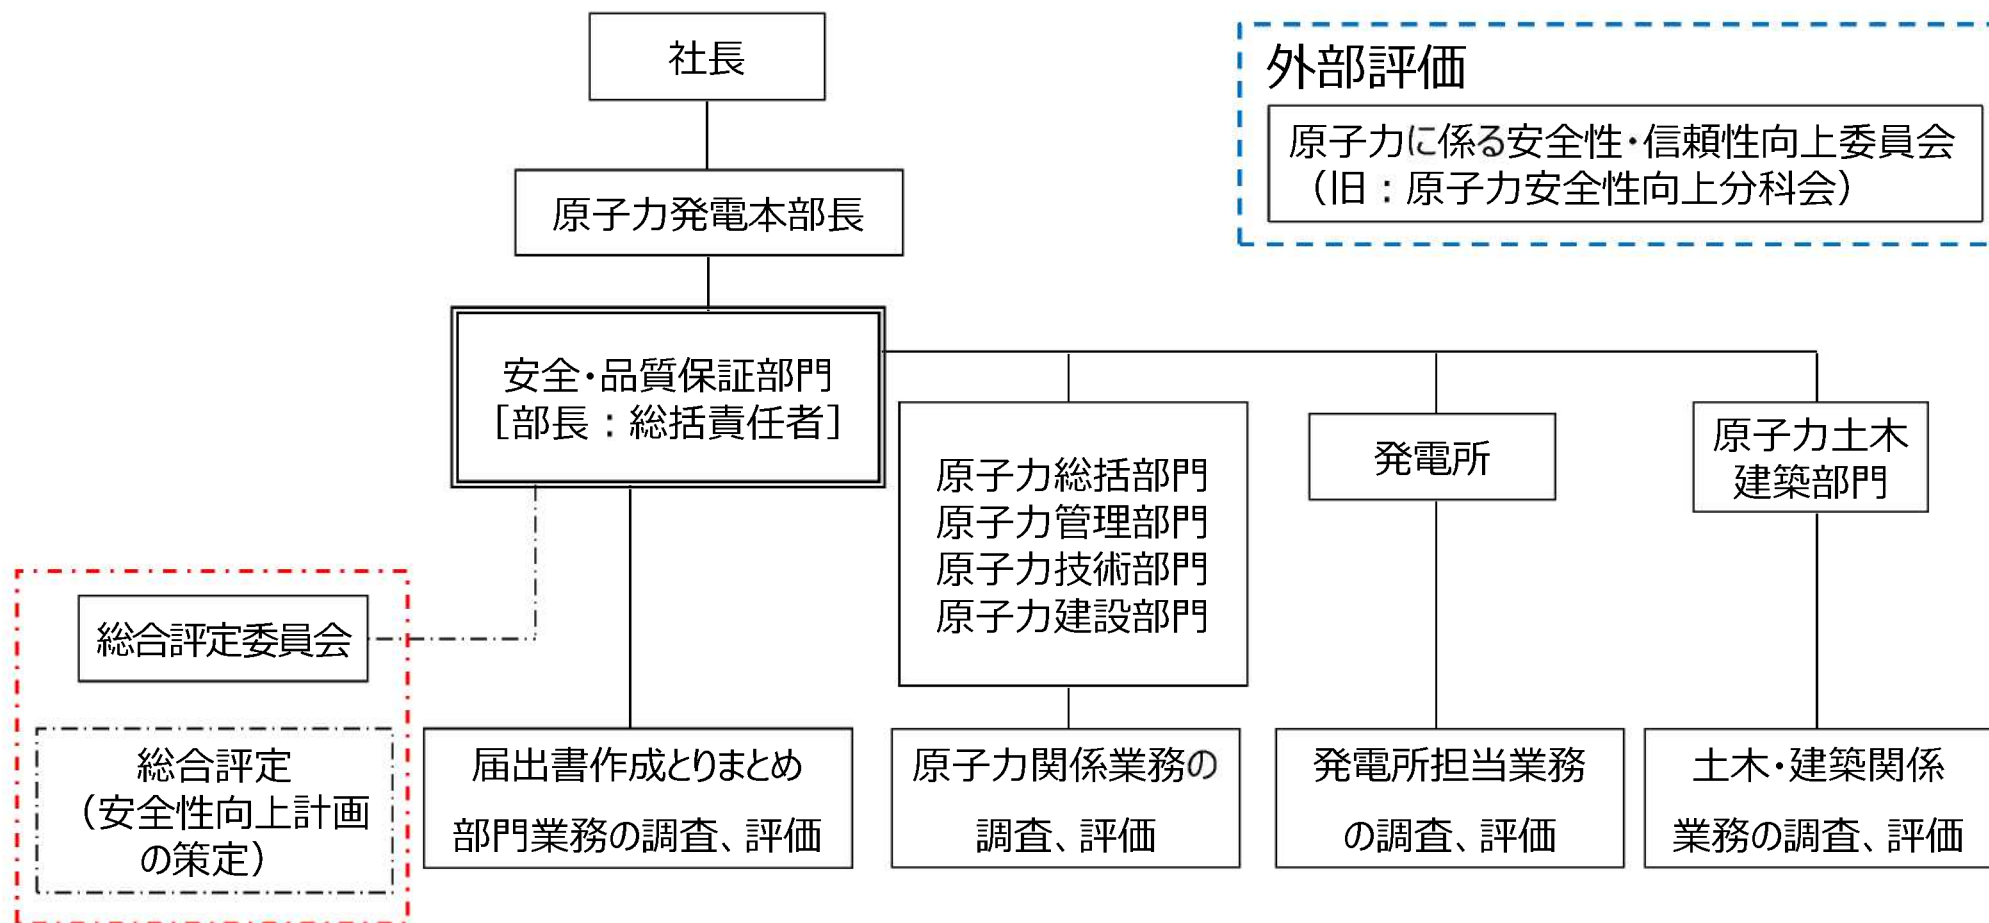 社長
外部評価
原子力に係る安全性・信頼性向上委員会
（旧：原子力安全性向上分科会）
原子力発電本部長
安全・品質保証部門
［部長：総括責任者］
原子力総括部門
原子力管理部門
原子力技術部門
原子力建設部門
発電所
原子力土木
建築部門
総合評定委員会
総合評定
（安全性向上計画
の策定）
届出書作成とりまとめ
部門業務の調査、評価
原子力関係業務の
調査、評価
発電所担当業務
の調査、評価
土木・建築関係
業務の調査、評価